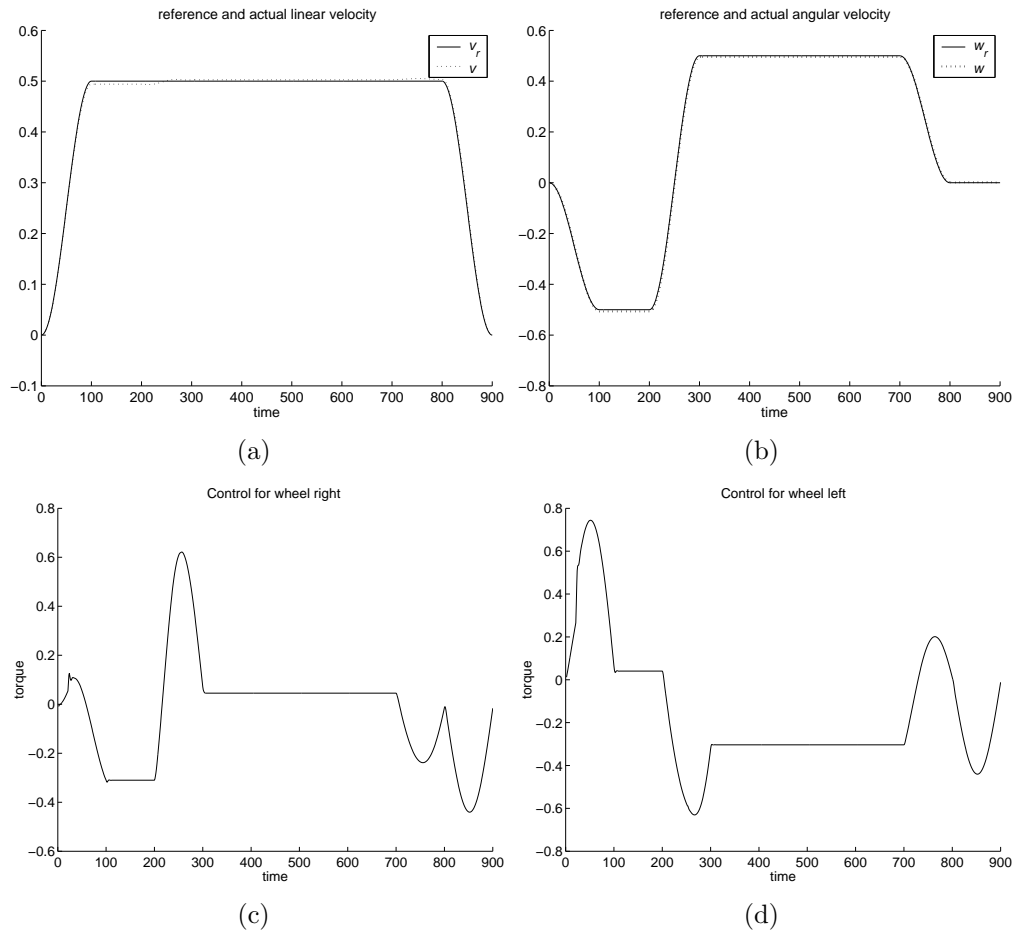 reference and actual linear velocity
0.6
0.5
0.4
0.3
0.2
0.1
0
−0.1
0 100 200 300 400 500 600 700 800 900
time
v_r
v
(a)
reference and actual angular velocity
0.6
0.4
0.2
0
−0.2
−0.4
−0.6
−0.8
0 100 200 300 400 500 600 700 800 900
time
w_r
w
(b)
Control for wheel right
0.8
0.6
0.4
0.2
0
−0.2
−0.4
−0.6
torque
0 100 200 300 400 500 600 700 800 900
time
(c)
Control for wheel left
0.8
0.6
0.4
0.2
0
−0.2
−0.4
−0.6
−0.8
torque
0 100 200 300 400 500 600 700 800 900
time
(d)